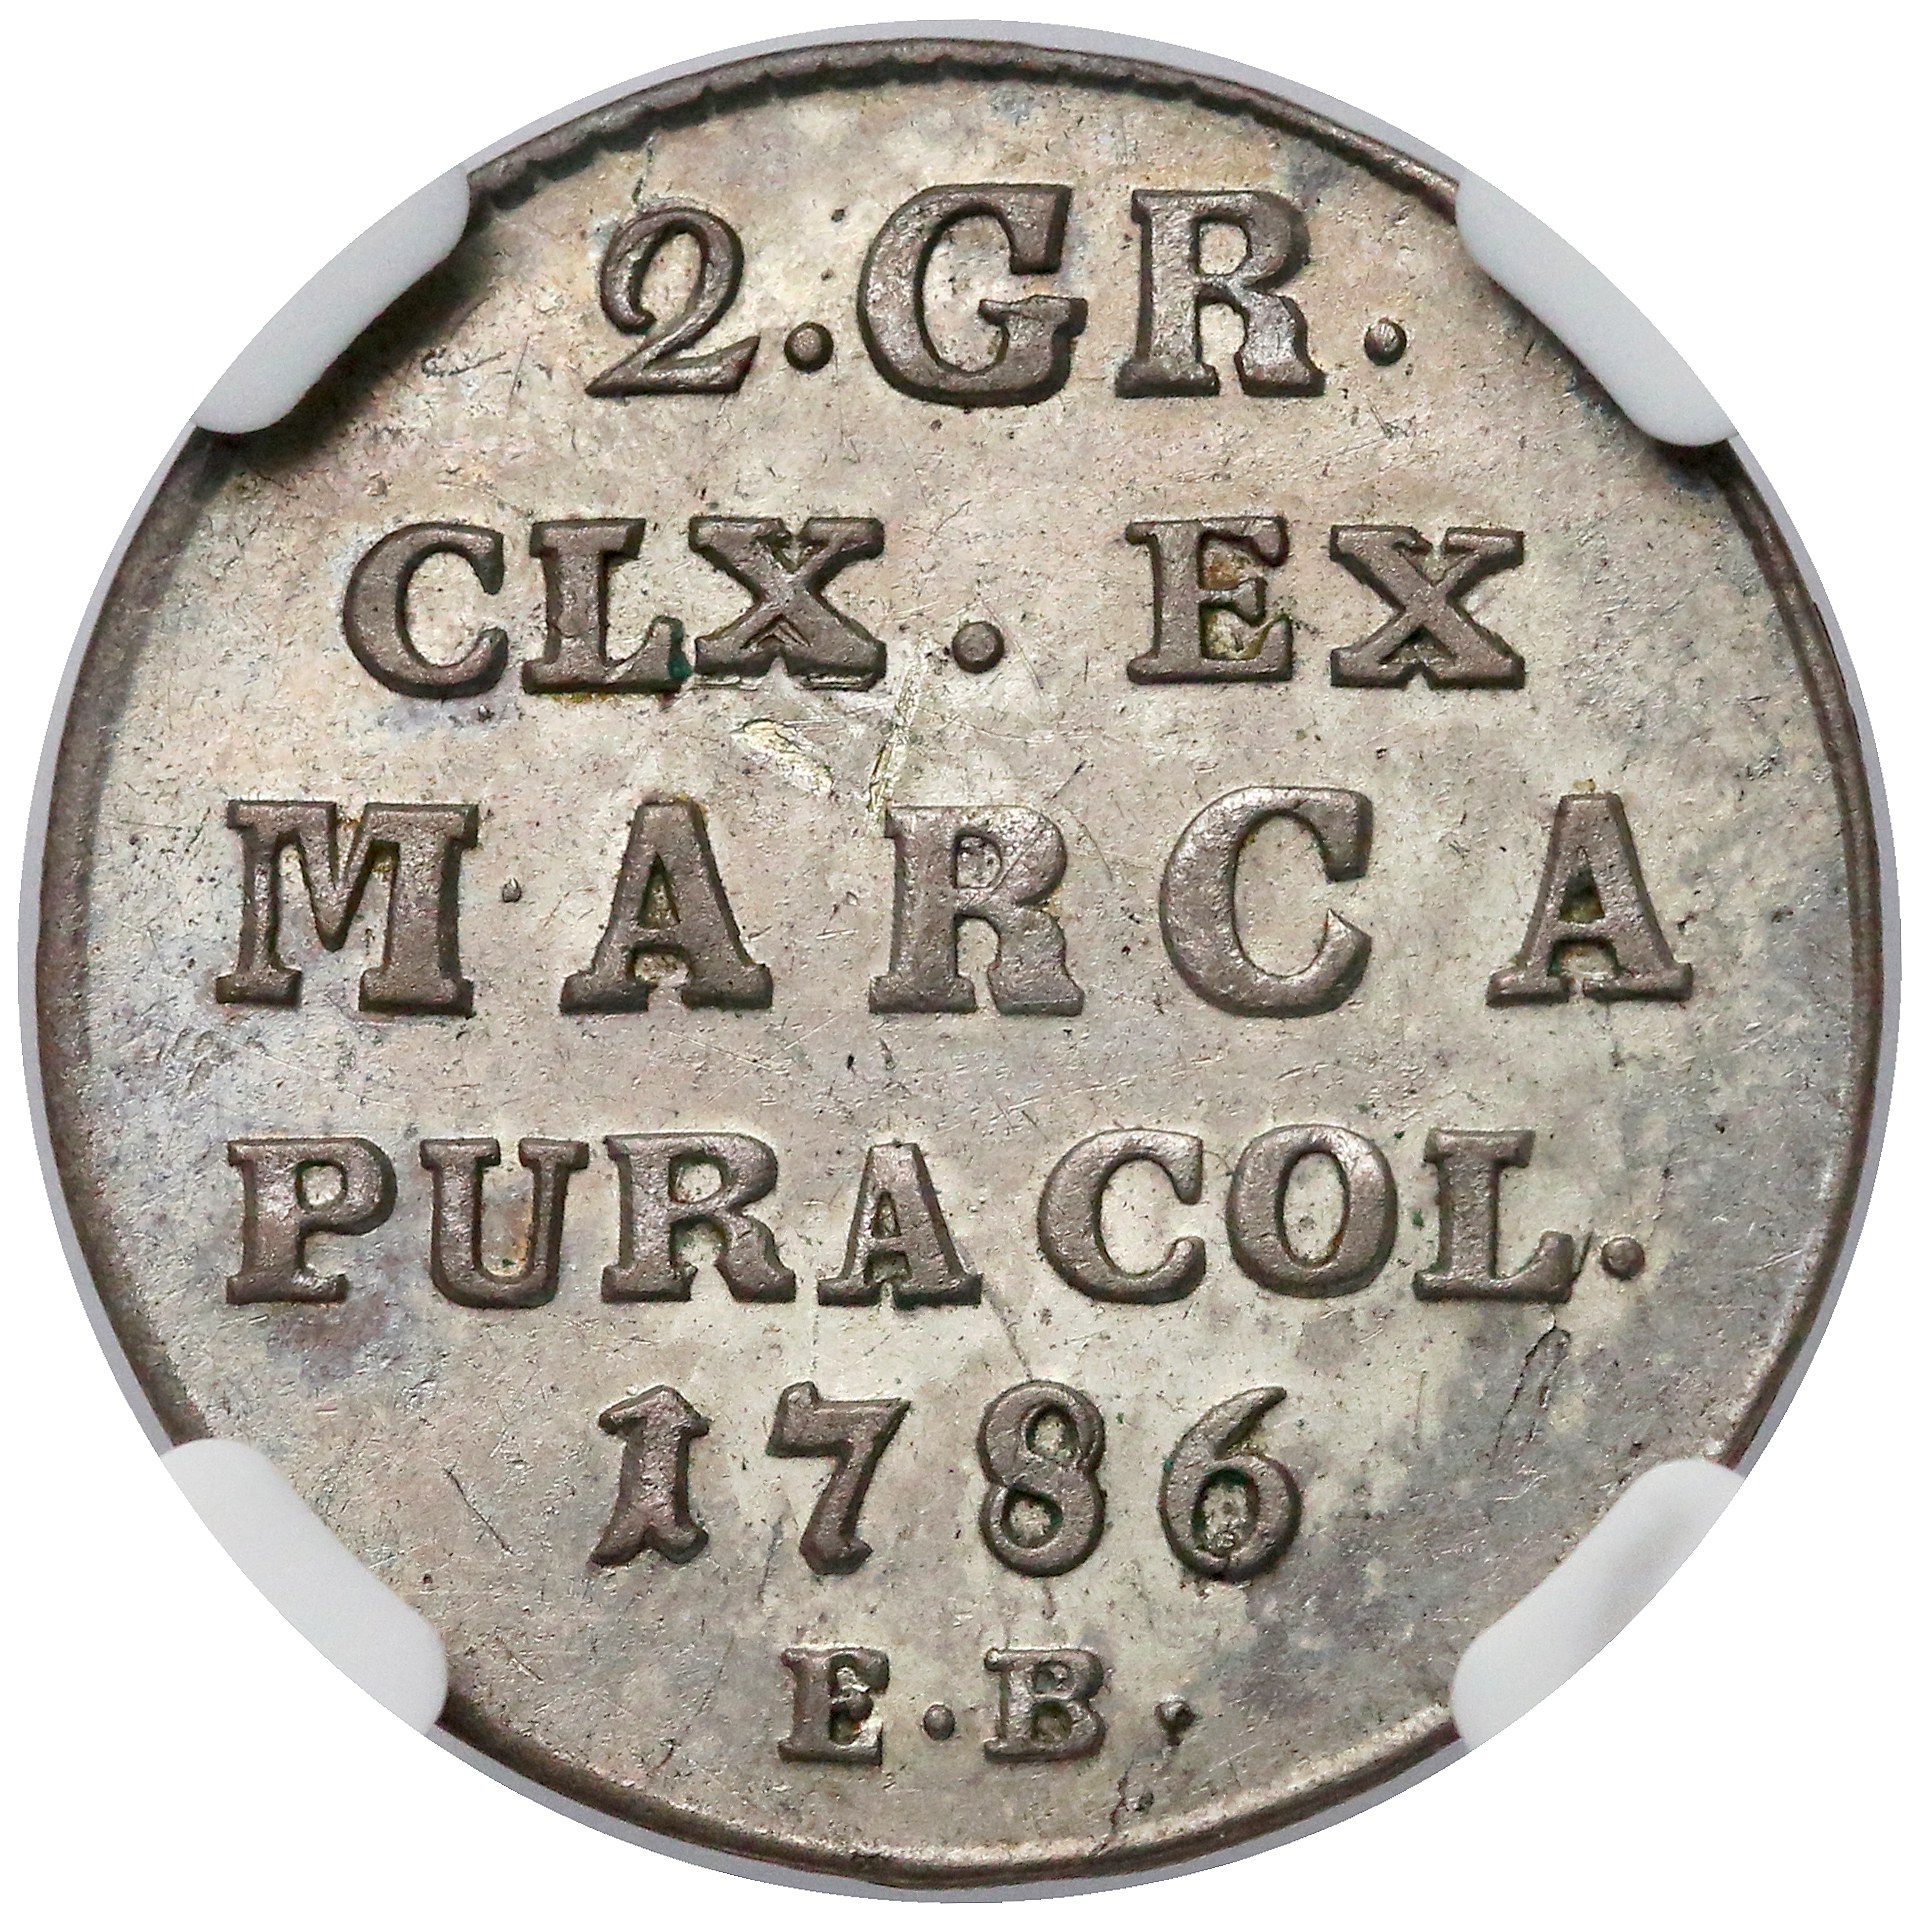 2.GR.
CLX. EX
MARCA
PURA COL.
1786
E.B.